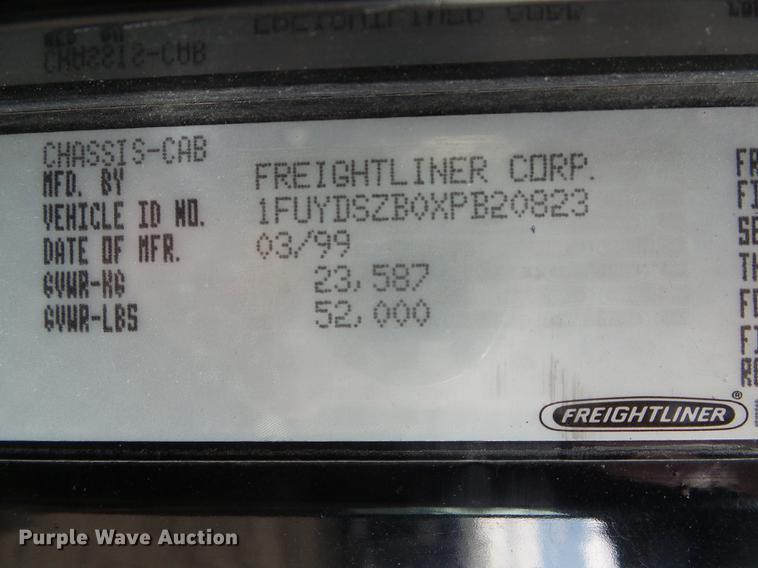 CHASSIS-CAB
MFD. BY FREIGHTLINER CORP.
VEHICLE ID NO. 1FUYDSZB0XPB20823
DATE OF MFR. 03/99
GVWR-KG 23,587
GVWR-LBS 52,000
FREIGHTLINER®
Purple Wave Auction